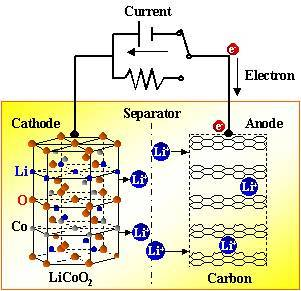 Current
e-
Electron
Separator
Cathode
e-
Anode
Li
Li+
Li+
Li+
O
Co
Li+
Li+
Li+
LiCoO2
Carbon